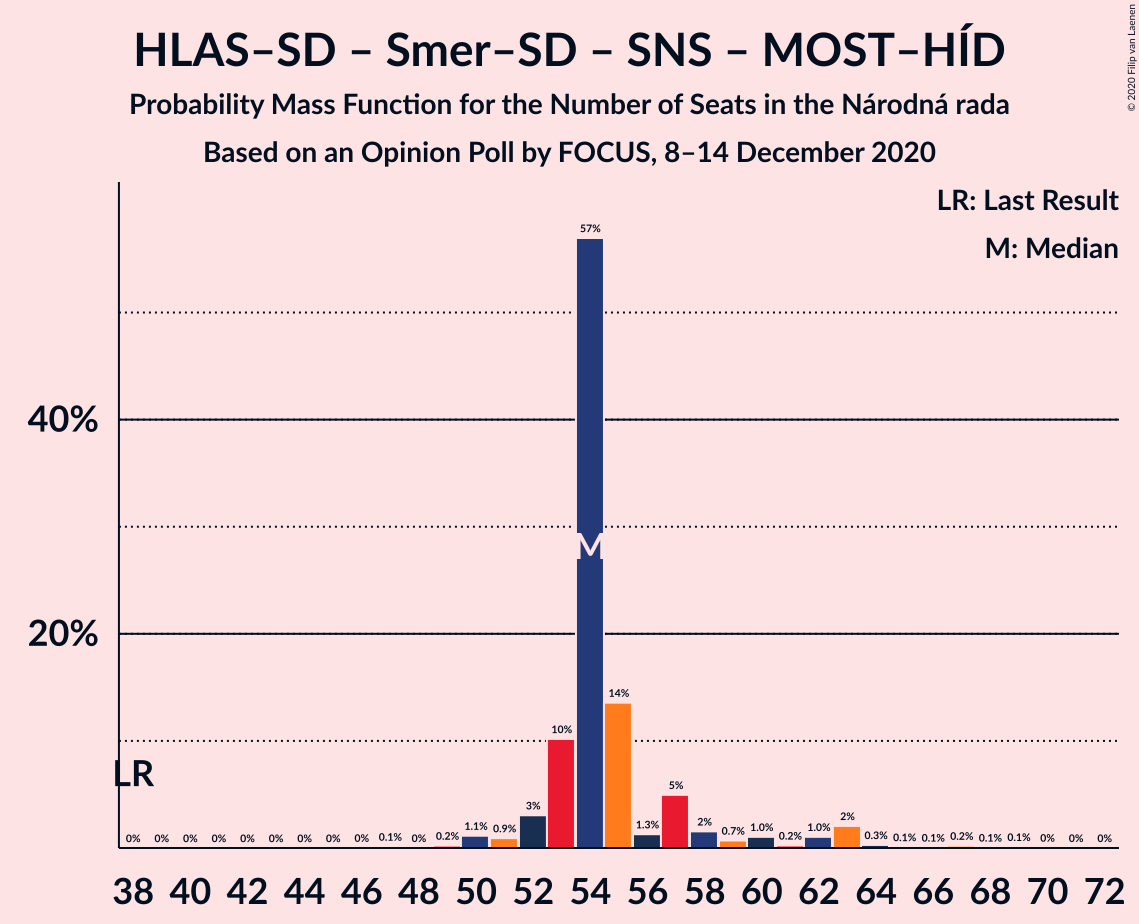 HLAS–SD – Smer–SD – SNS – MOST–HÍD
Probability Mass Function for the Number of Seats in the Národná rada
Based on an Opinion Poll by FOCUS, 8–14 December 2020
© 2020 Filip van Laenen
LR: Last Result
M: Median
57%
40%
M
20%
14%
10%
LR
5%
3%
2%
2%
0% 0% 0% 0% 0% 0% 0% 0% 0% 0.1% 0% 0.2% 1.1% 0.9% 1.3% 0.7% 1.0% 0.2% 1.0% 0.3% 0.1% 0.1% 0.2% 0.1% 0.1% 0% 0% 0%
38 40 42 44 46 48 50 52 54 56 58 60 62 64 66 68 70 72